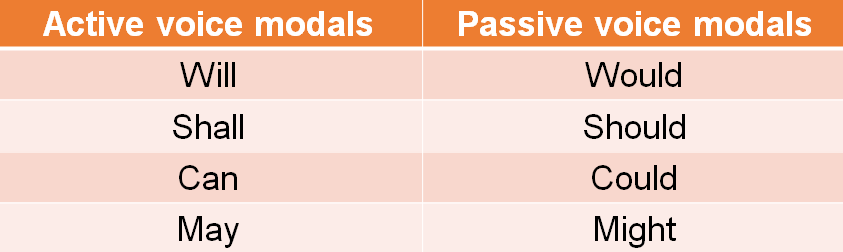 Active voice modals Passive voice modals
Will Would
Shall Should
Can Could
May Might